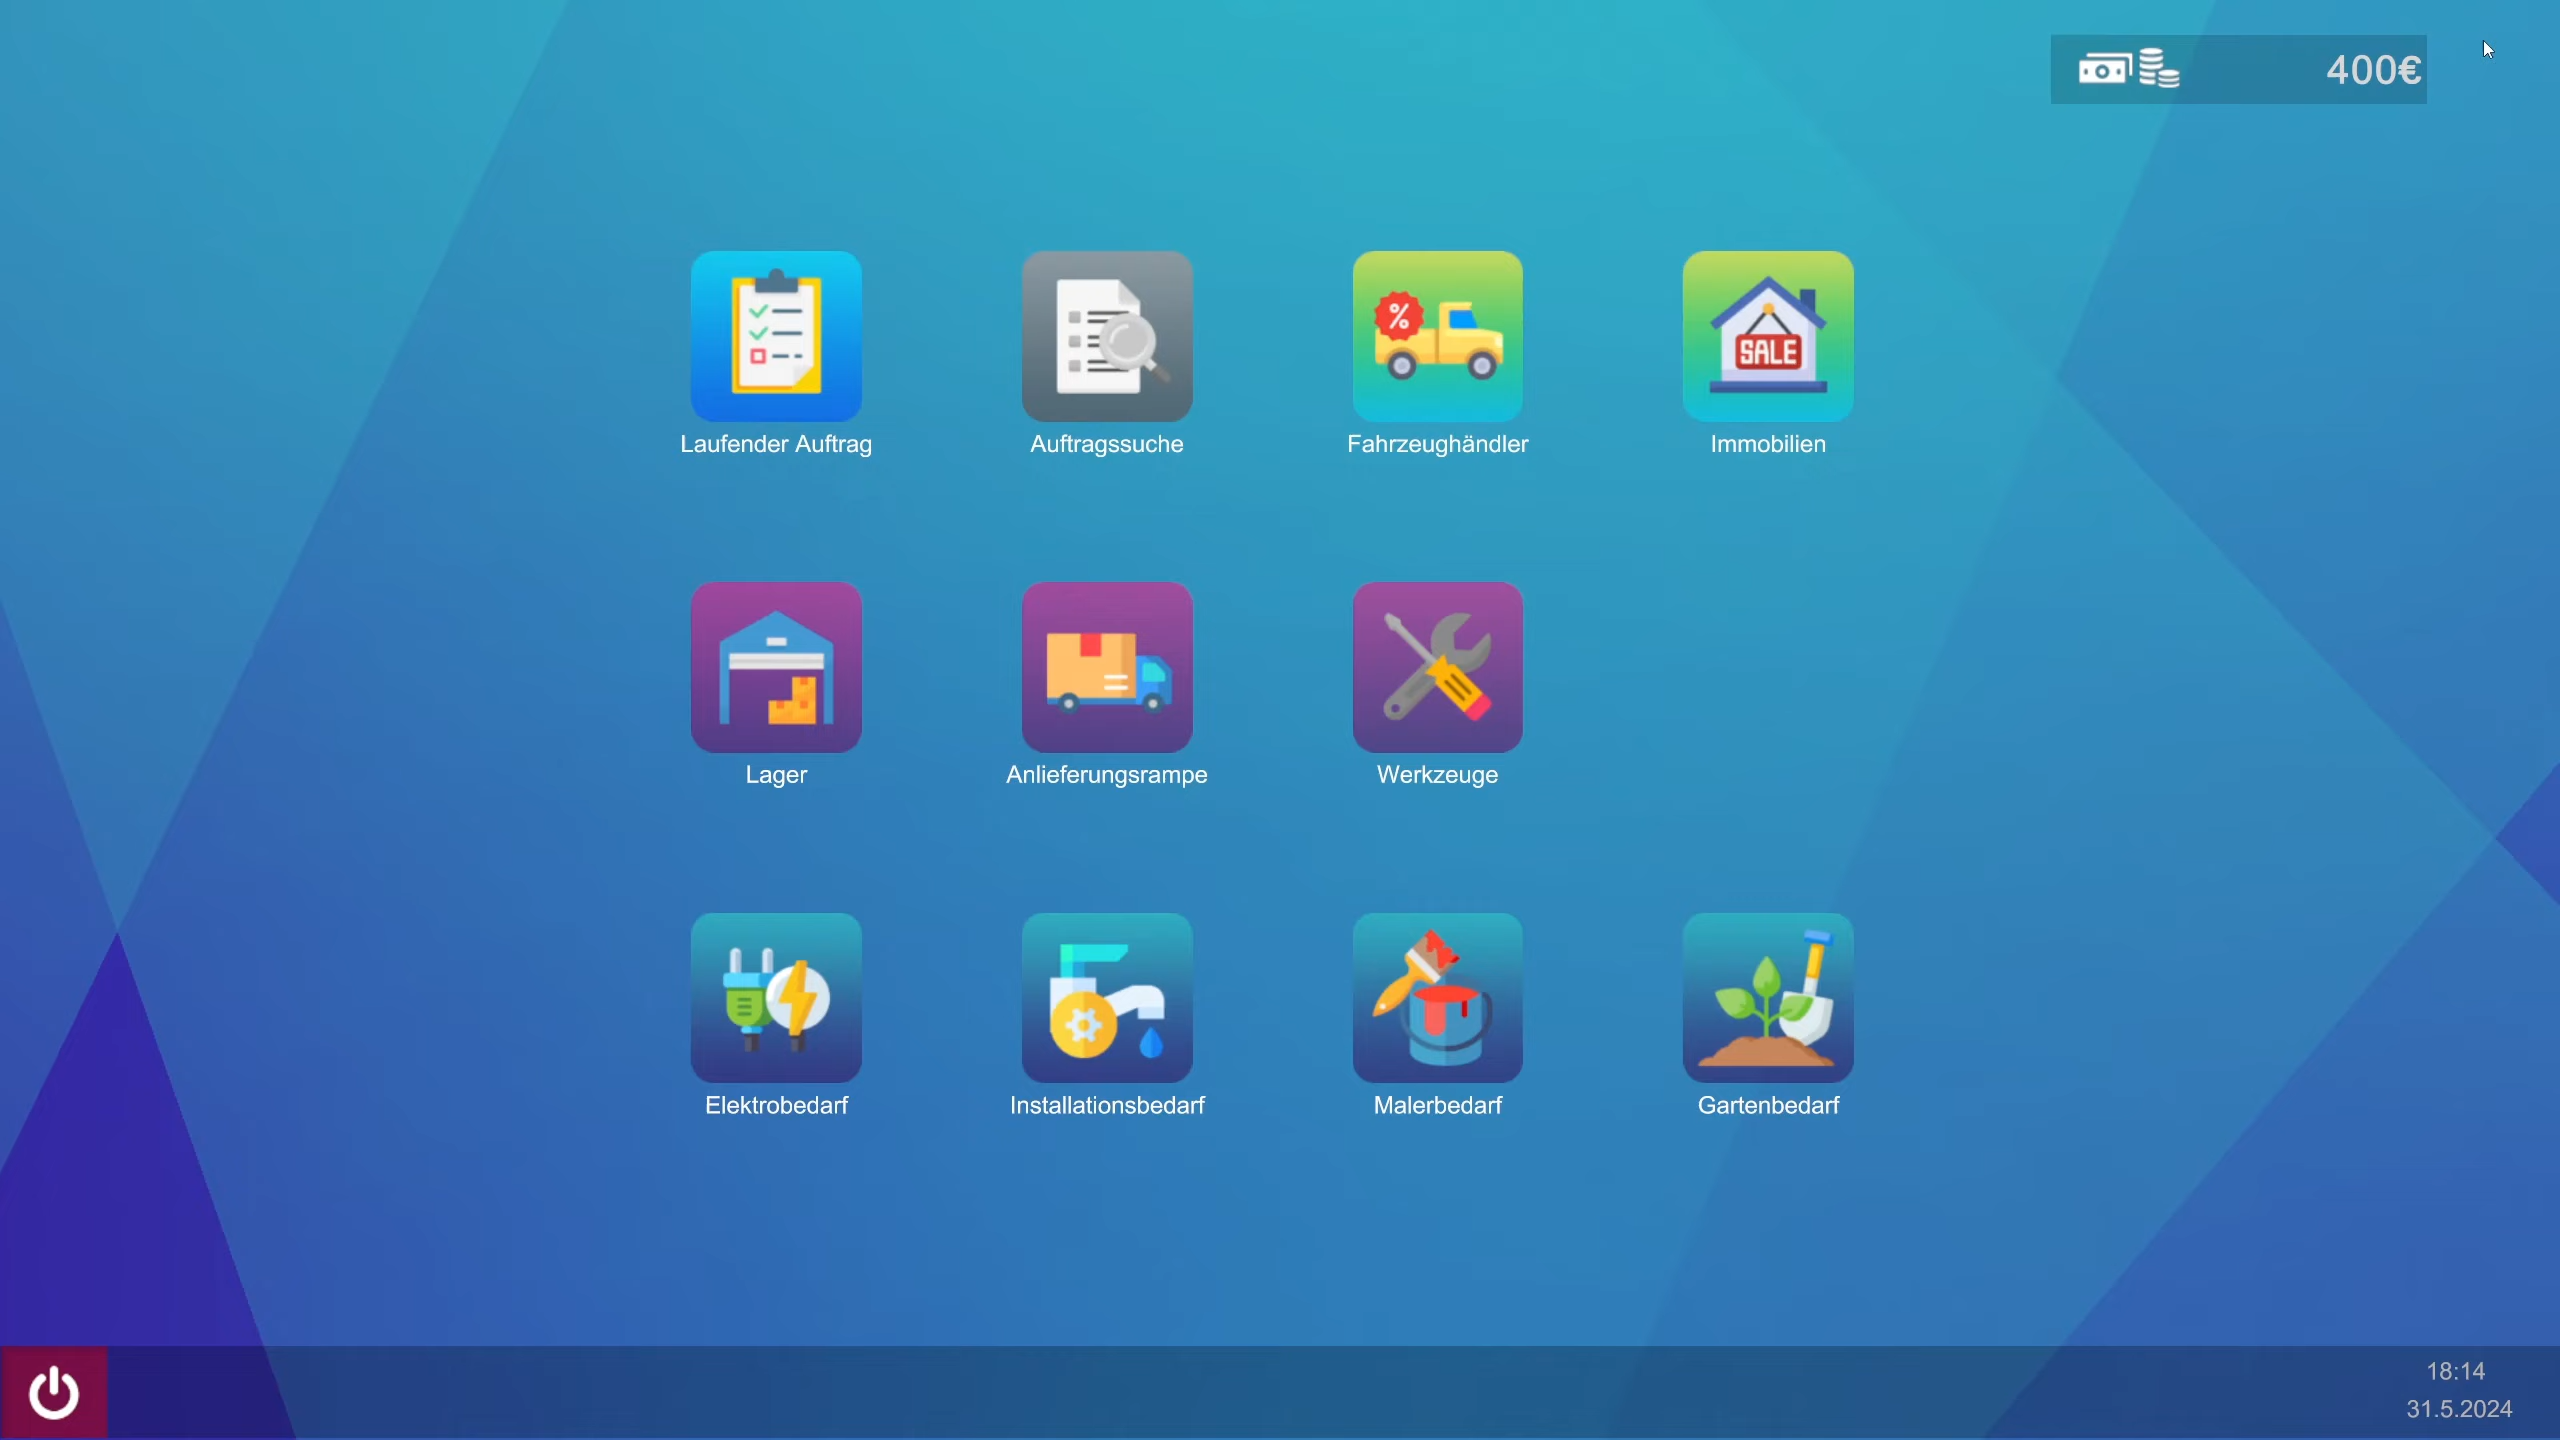 400€
Laufender Auftrag
Auftragssuche
%
Fahrzeughändler
SALE
Immobilien
Lager
Anlieferungsrampe
Werkzeuge
Elektrobedarf
Installationsbedarf
Malerbedarf
Gartenbedarf
18:14
31.5.2024